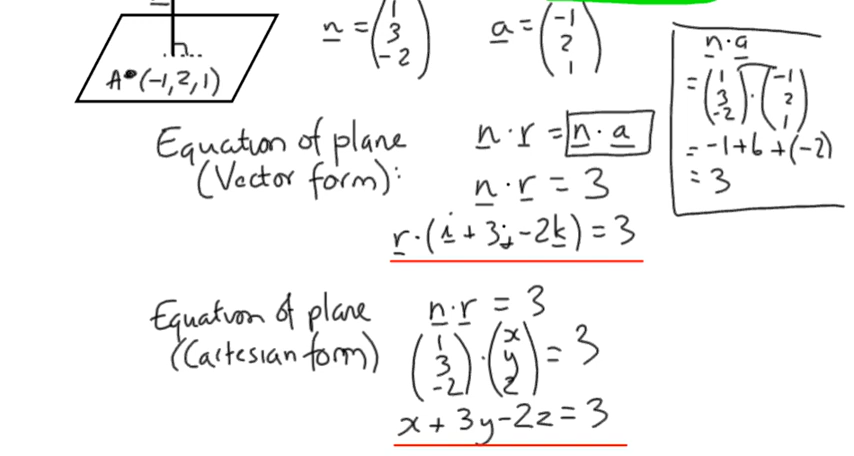 n = (1 3 -2) a = (-1 2 1)
A• (-1, 2, 1)
n · a
= (1 3 -2) · (-1 2 1)
= -1 + 6 + (-2)
= 3
Equation of plane
(Vector form):
n · r = n · a
n · r = 3
r · (i + 3j - 2k) = 3
Equation of plane
(Cartesian form)
n · r = 3
(1 3 -2) · (x y z) = 3
x + 3y - 2z = 3